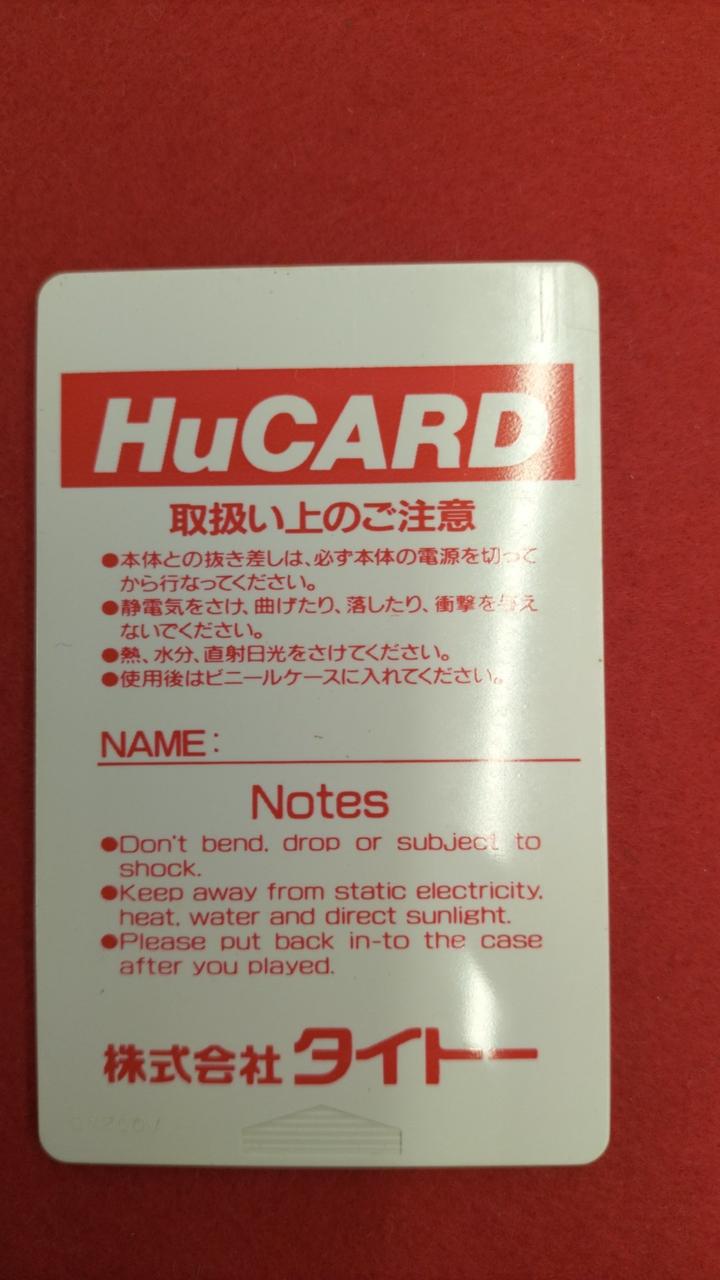 HuCARD
取扱い上のご注意
●本体との抜き差しは、必ず本体の電源を切って
から行なってください。
●静電気をさけ、曲げたり、落したり、衝撃を与え
ないでください。
●熱、水分、直射日光をさけてください。
●使用後はビニールケースに入れてください。
NAME:
Notes
●Don't bend, drop or subject to
shock.
●Keep away from static electricity,
heat, water and direct sunlight.
●Please put back in-to the case
after you played.
株式会社タイトー